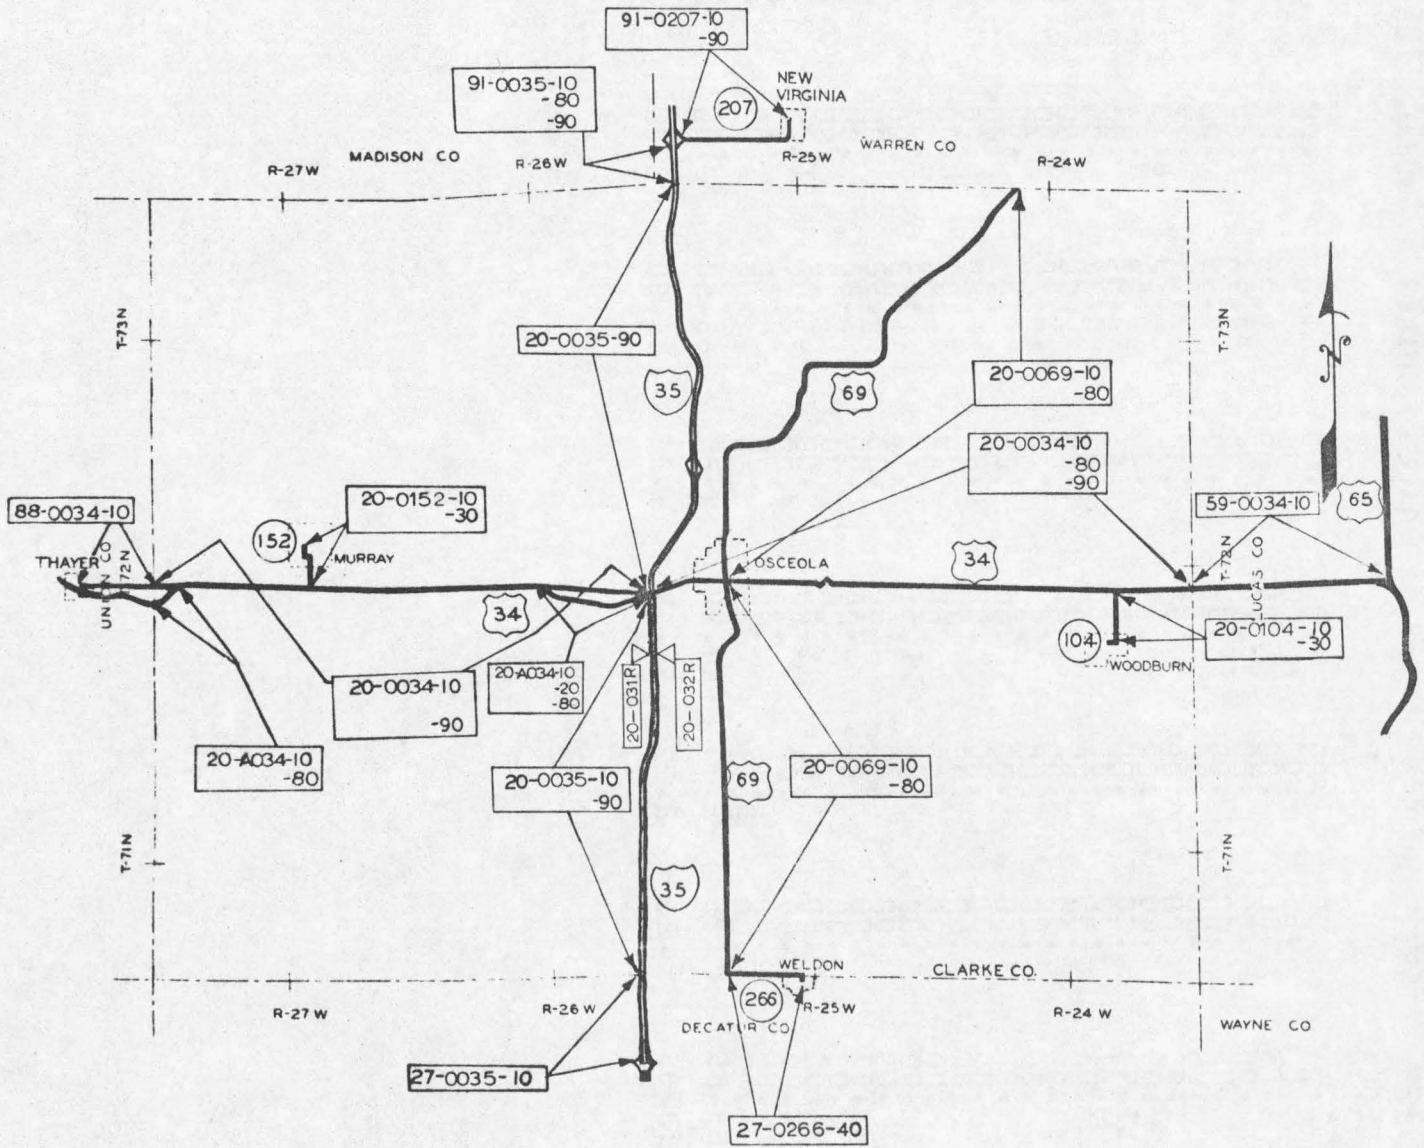 91-0207-10
-90
91-0035-10
-80
-90
207
NEW
VIRGINIA
MADISON CO
R-26W
R-25W
WARREN CO
R-27W
R-24W
T-73N
T-73N
20-0035-90
35
69
20-0069-10
-80
20-0034-10
-80
-90
59-0034-10
65
88-0034-10
20-0152-10
-30
152
MURRAY
THAYER
UNION CO
T-72N
OSCEOLA
34
T-72N
LUCAS CO
34
104
WOODBURN
20-0104-10
-30
20-0034-10
-90
20-A034-10
-20
-80
20-031R
20-032R
20-A034-10
-80
20-0035-10
-90
69
20-0069-10
-80
T-71N
T-71N
35
WELDON
CLARKE CO.
266
R-27W
R-26W
R-25W
R-24W
DECATUR CO
WAYNE CO
27-0035-10
27-0266-40